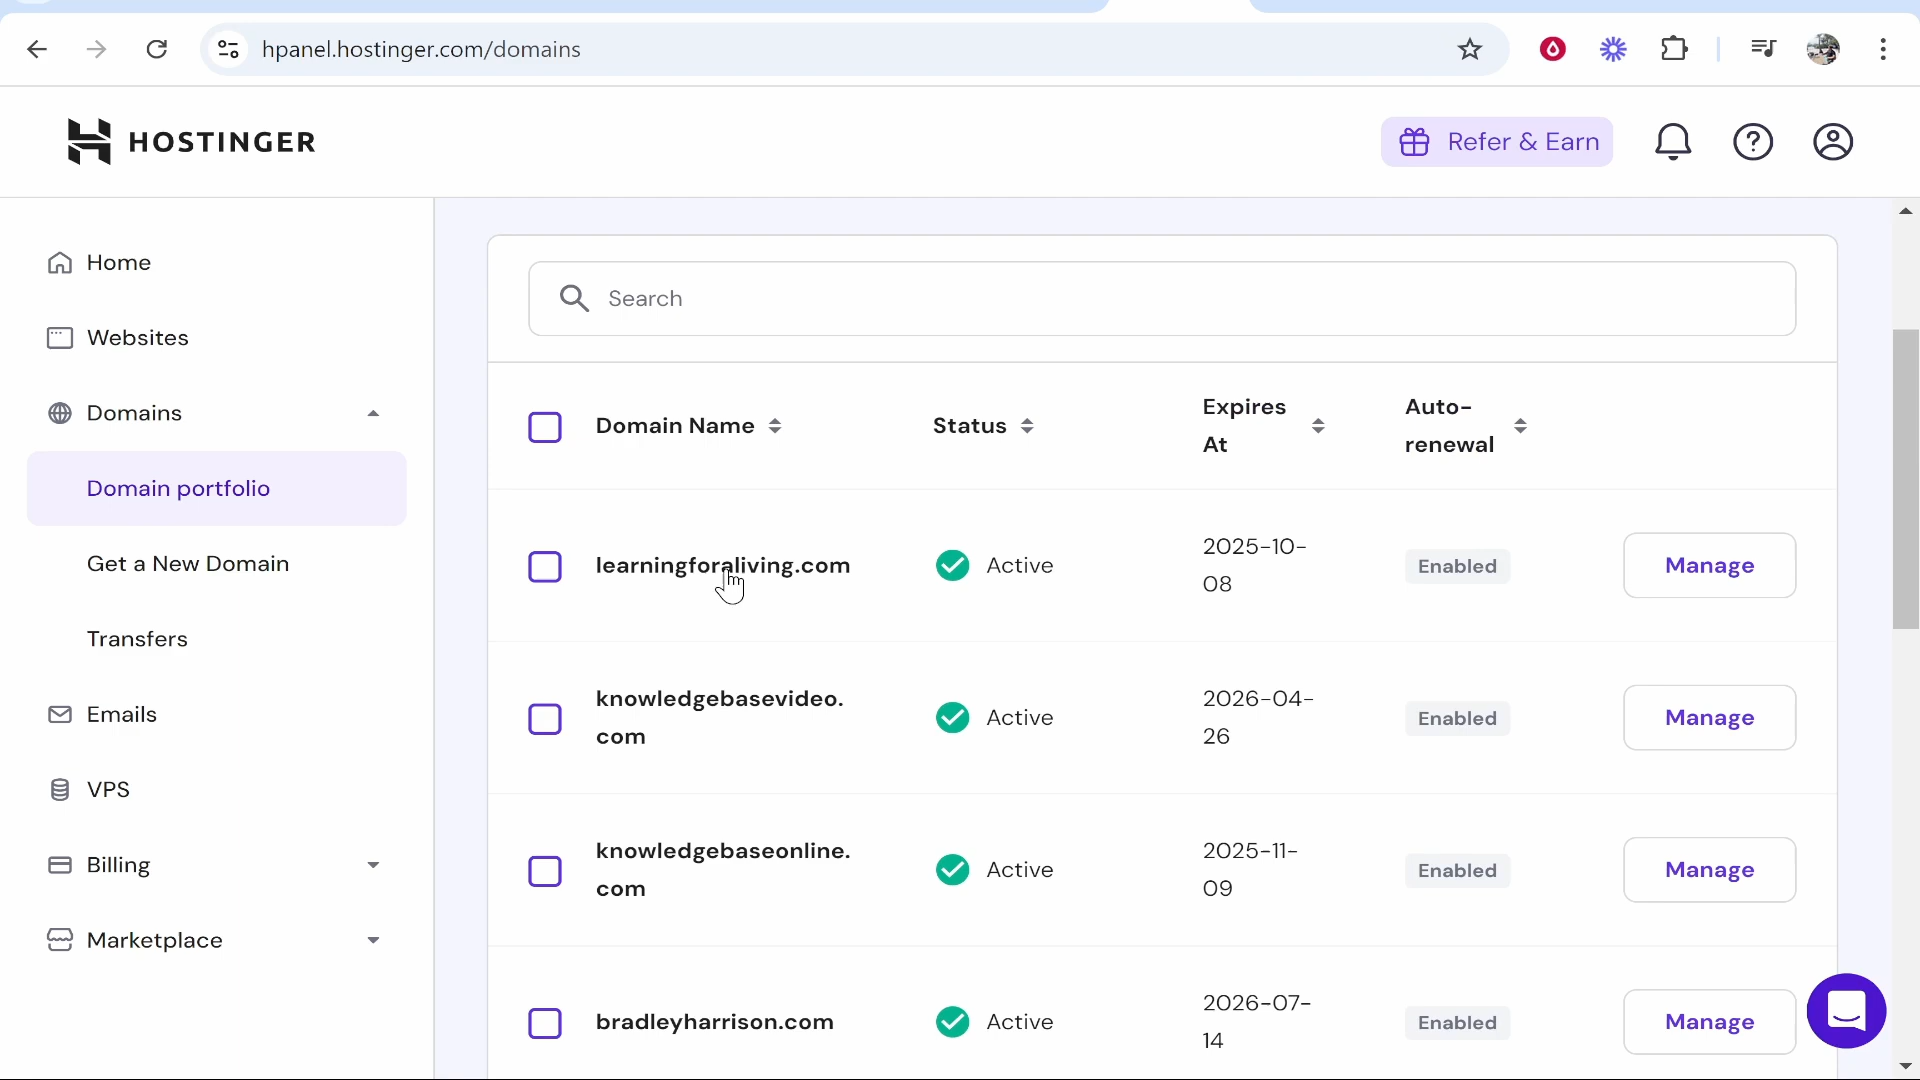 hpanel.hostinger.com/domains
HOSTINGER
Refer & Earn
Home
Websites
Domains
Domain portfolio
Get a New Domain
Transfers
Emails
VPS
Billing
Marketplace
Search
Domain Name
Status
Expires
At
Auto-
renewal
learningforaliving.com
Active
2025-10-
08
Enabled
Manage
knowledgebasevideo.
com
Active
2026-04-
26
Enabled
Manage
knowledgebaseonline.
com
Active
2025-11-
09
Enabled
Manage
bradleyharrison.com
Active
2026-07-
14
Enabled
Manage